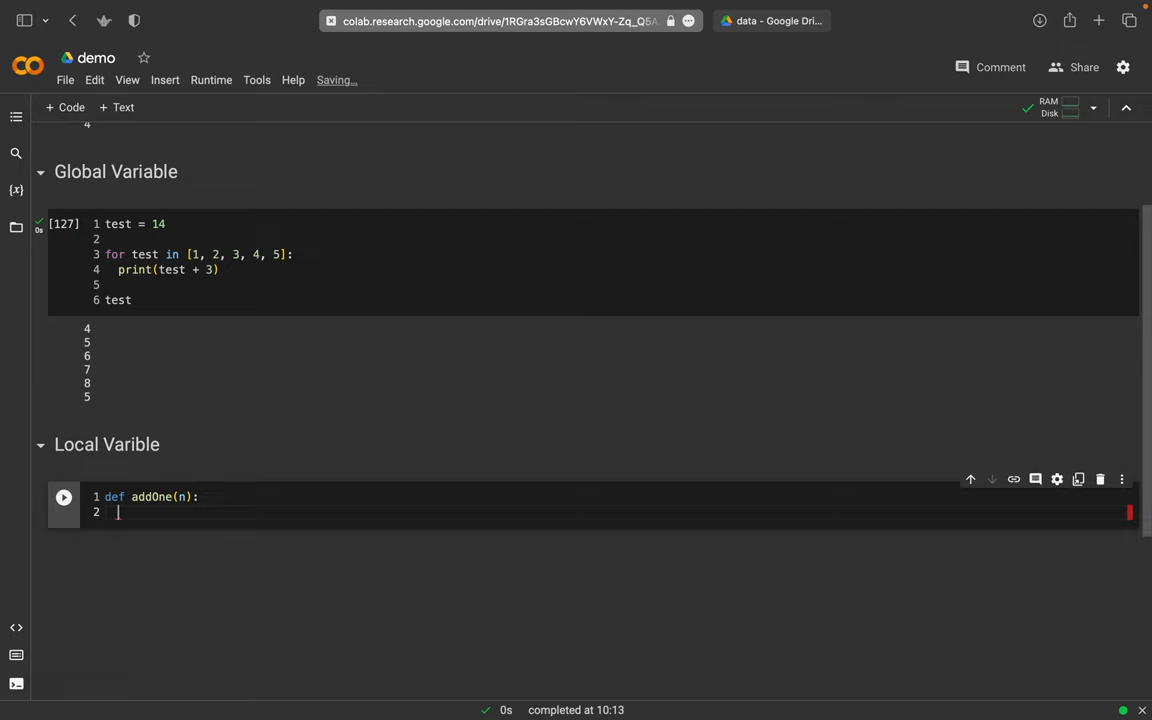 colab.research.google.com/drive/1RGra3sGBcwY6VWxY-Zq_Q5A
data - Google Dri...
demo
File Edit View Insert Runtime Tools Help Saving...
Comment
Share
+ Code + Text
RAM
Disk
4
Global Variable
[127]
0s
1 test = 14
2
3 for test in [1, 2, 3, 4, 5]:
4 print(test + 3)
5
6 test
4
5
6
7
8
5
Local Varible
1 def addOne(n):
2
0s completed at 10:13